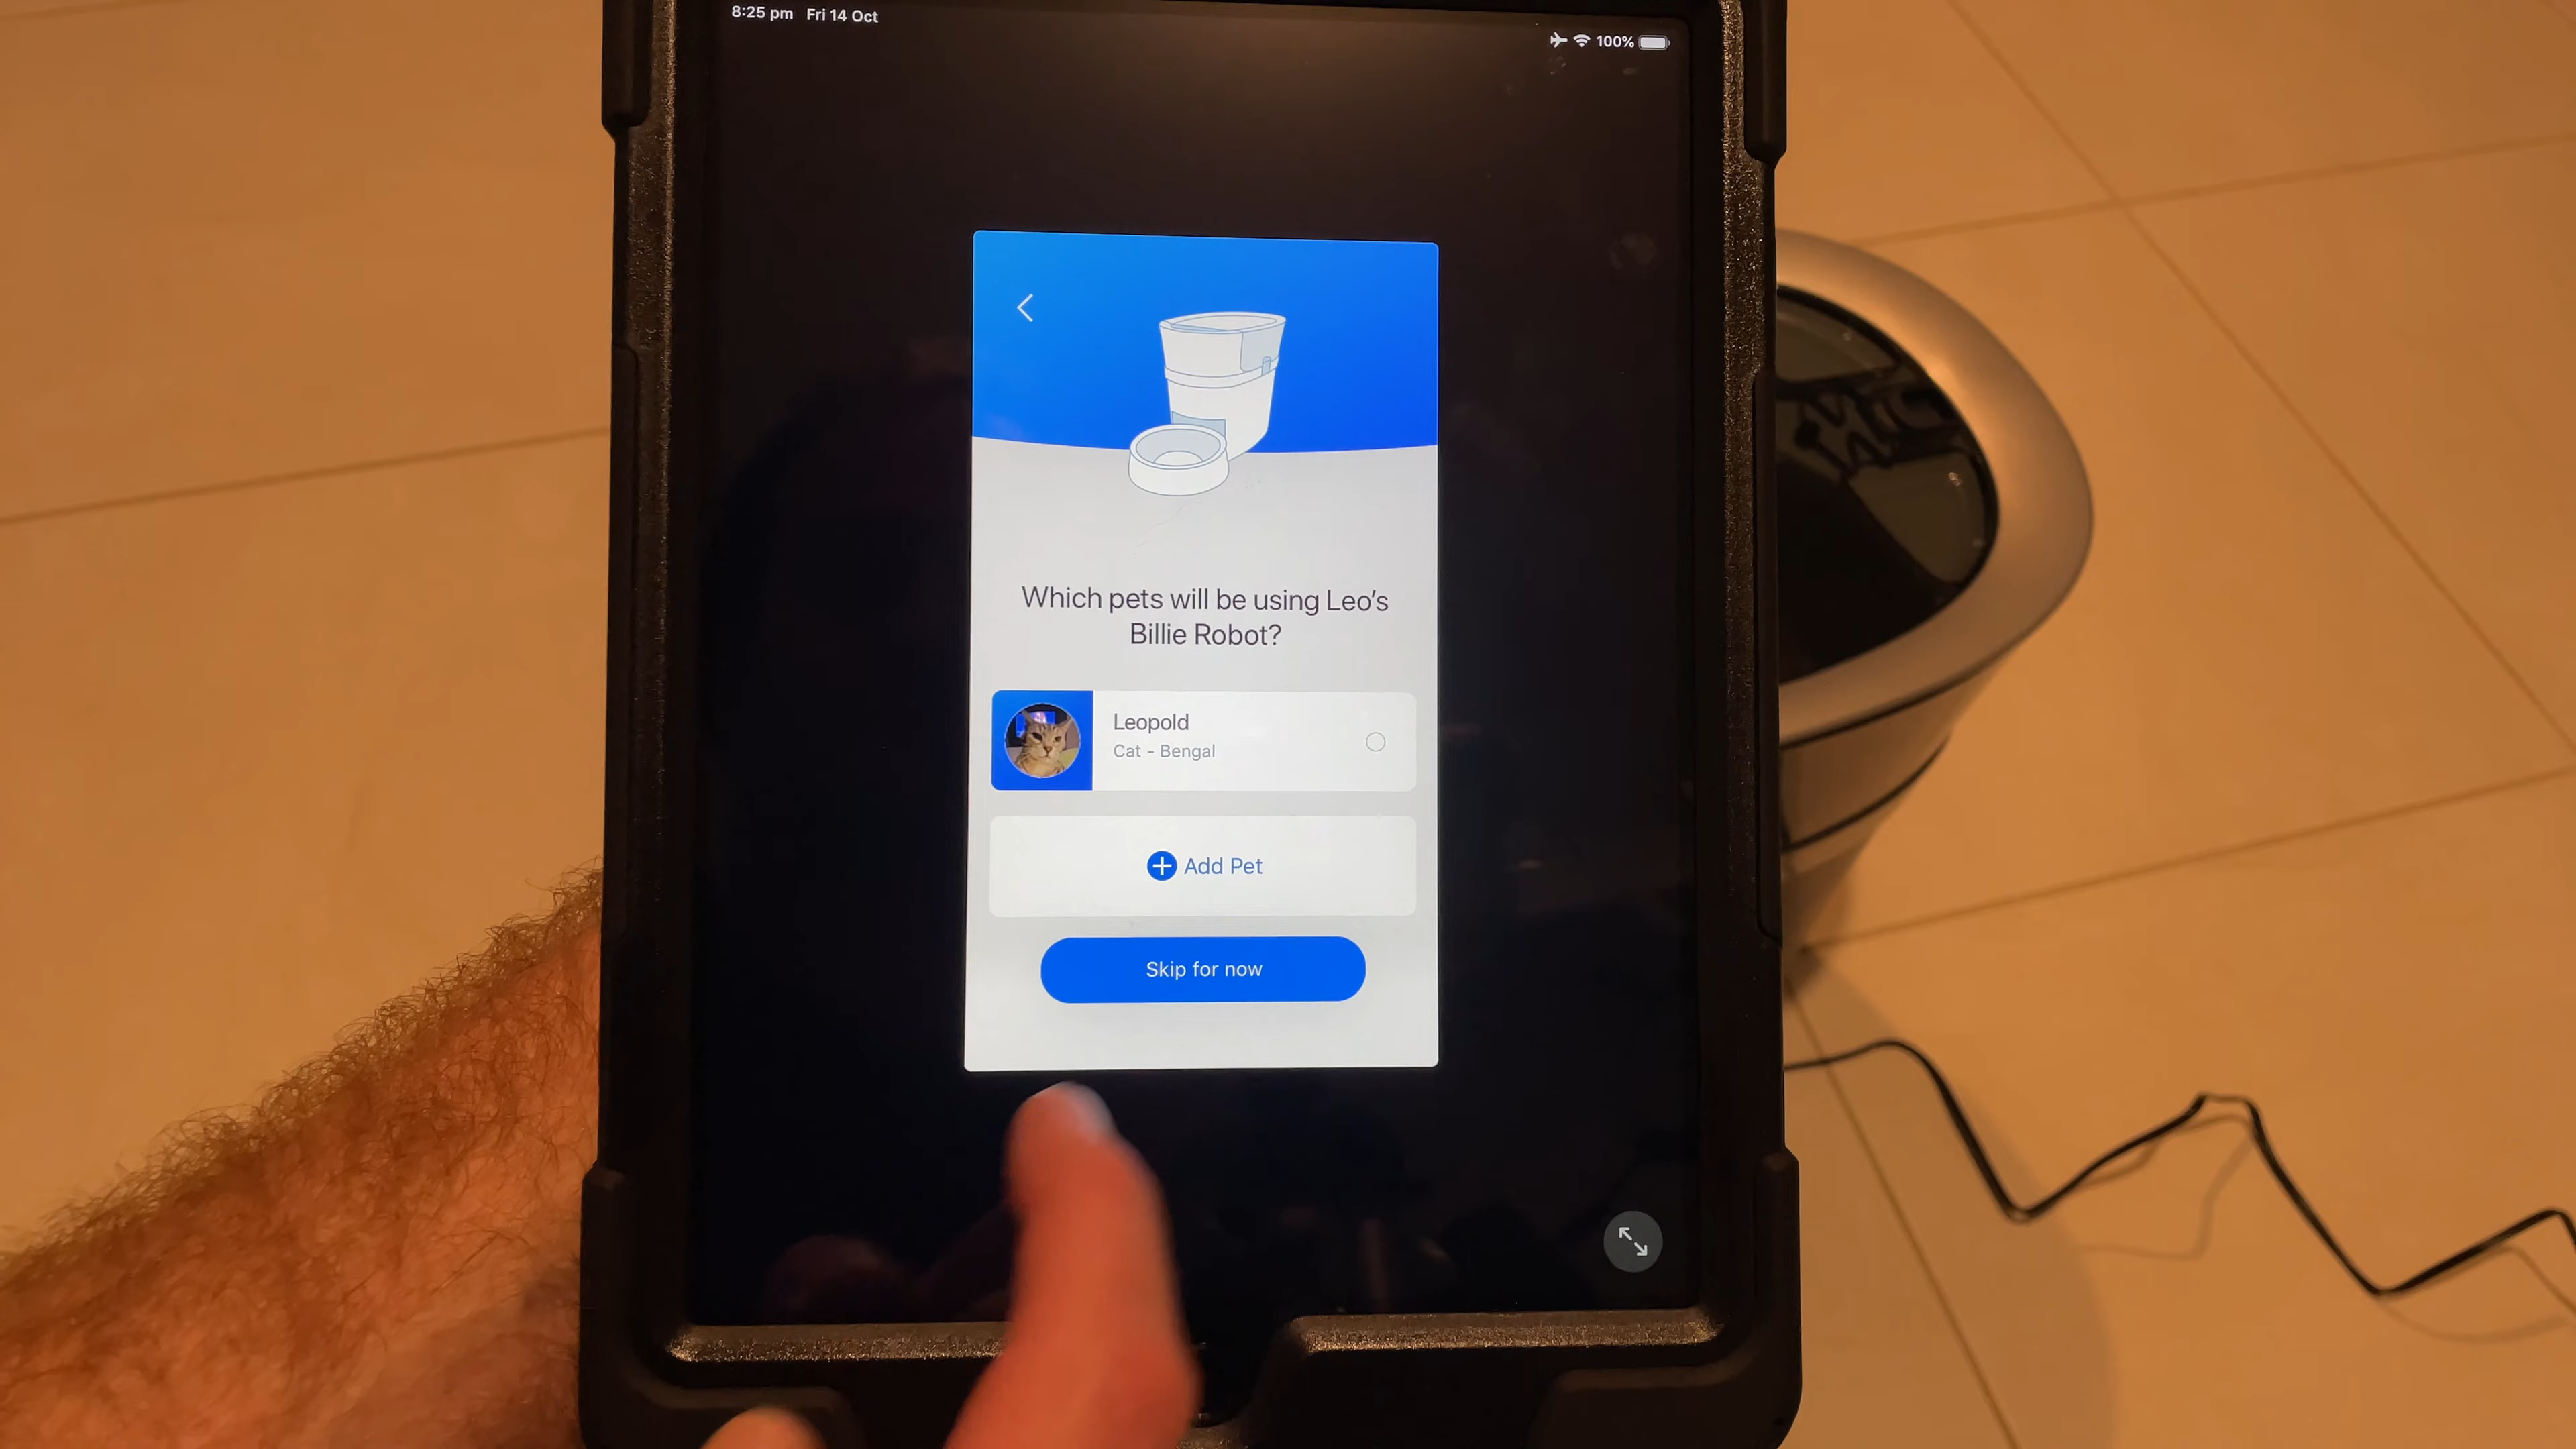 8:25 pm Fri 14 Oct
100%
Which pets will be using Leo's
Billie Robot?
Leopold
Cat - Bengal
Add Pet
Skip for now